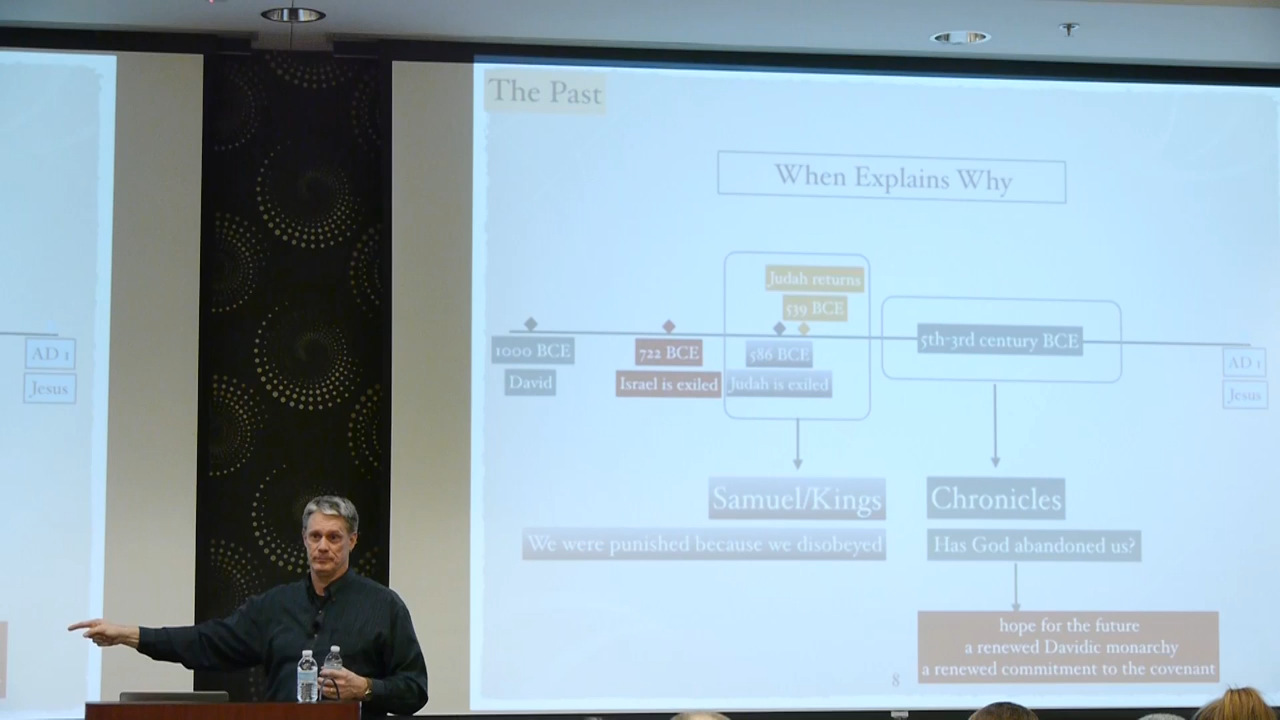 The Past
When Explains Why
Judah returns
539 BCE
1000 BCE
David
722 BCE
Israel is exiled
586 BCE
Judah is exiled
5th-3rd century BCE
AD 1
Jesus
Samuel/Kings
We were punished because we disobeyed
Chronicles
Has God abandoned us?
hope for the future
a renewed Davidic monarchy
a renewed commitment to the covenant
8
AD 1
Jesus